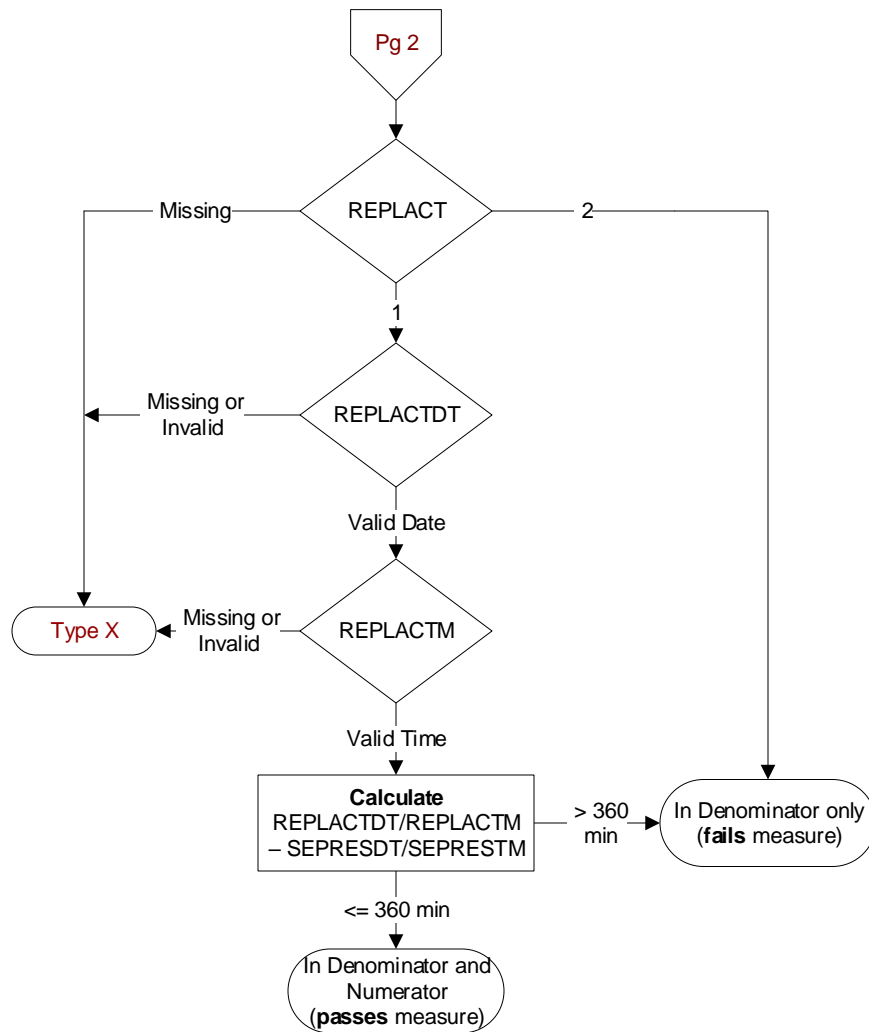 Pg 2
REPLACT
Missing
2
1
REPLACTDT
Missing or
Invalid
Valid Date
REPLACTM
Missing or
Invalid
Type X
Valid Time
Calculate
REPLACTDT/REPLACTM
– SEPRESDT/SEPRESTM
> 360
min
In Denominator only
(fails measure)
<= 360 min
In Denominator and
Numerator
(passes measure)